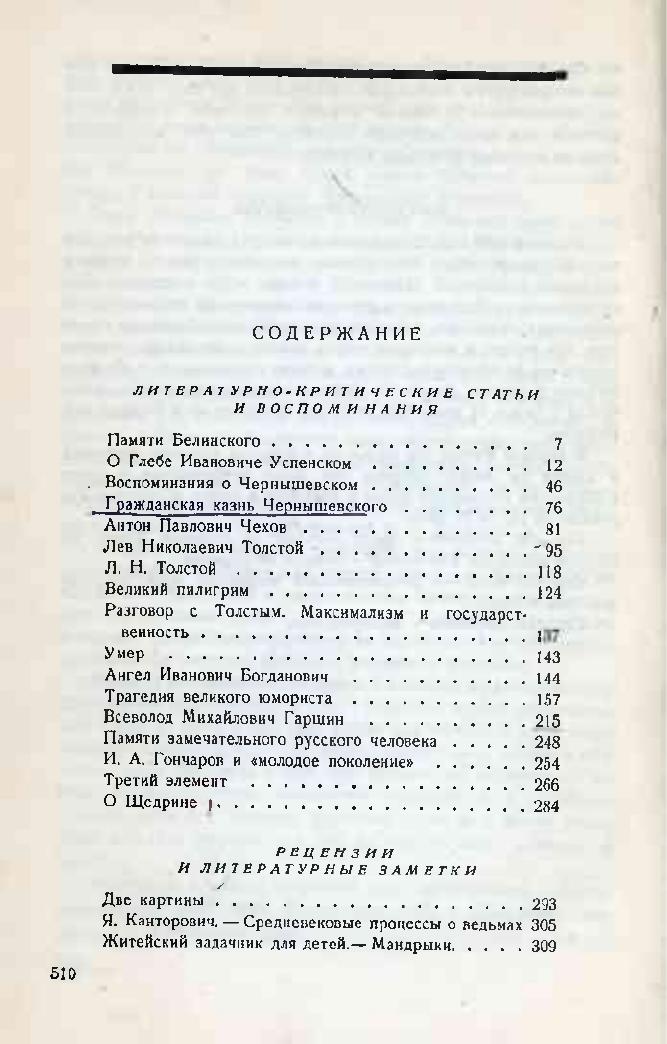 СОДЕРЖАНИЕ
ЛИТЕРАТУРНО-КРИТИЧЕСКИЕ СТАТЬИ
И ВОСПОМИНАНИЯ
Памяти Белинского . . . . . . . . . . . . . . . . 7
О Глебе Ивановиче Успенском . . . . . . . . . . 12
Воспоминания о Чернышевском . . . . . . . . . . 46
Гражданская казнь Чернышевского . . . . . . . . 76
Антон Павлович Чехов . . . . . . . . . . . . . . 81
Лев Николаевич Толстой . . . . . . . . . . . . . 95
Л. Н. Толстой . . . . . . . . . . . . . . . . . . 118
Великий пилигрим . . . . . . . . . . . . . . . . 124
Разговор с Толстым. Максимализм и государст-
венность . . . . . . . . . . . . . . . . . . . .
Умер . . . . . . . . . . . . . . . . . . . . . . 143
Ангел Иванович Богданович . . . . . . . . . . . 144
Трагедия великого юмориста . . . . . . . . . . . 157
Всеволод Михайлович Гаршин . . . . . . . . . . 215
Памяти замечательного русского человека . . . . . 248
И. А. Гончаров и «молодое поколение» . . . . . . 254
Третий элемент . . . . . . . . . . . . . . . . . 266
О Щедрине . . . . . . . . . . . . . . . . . . . 284
РЕЦЕНЗИИ
И ЛИТЕРАТУРНЫЕ ЗАМЕТКИ
Две картины . . . . . . . . . . . . . . . . . . . 293
Я. Канторович. — Средневековые процессы о ведьмах 305
Житейский задачник для детей.— Мандрыки. . . . . 309
510